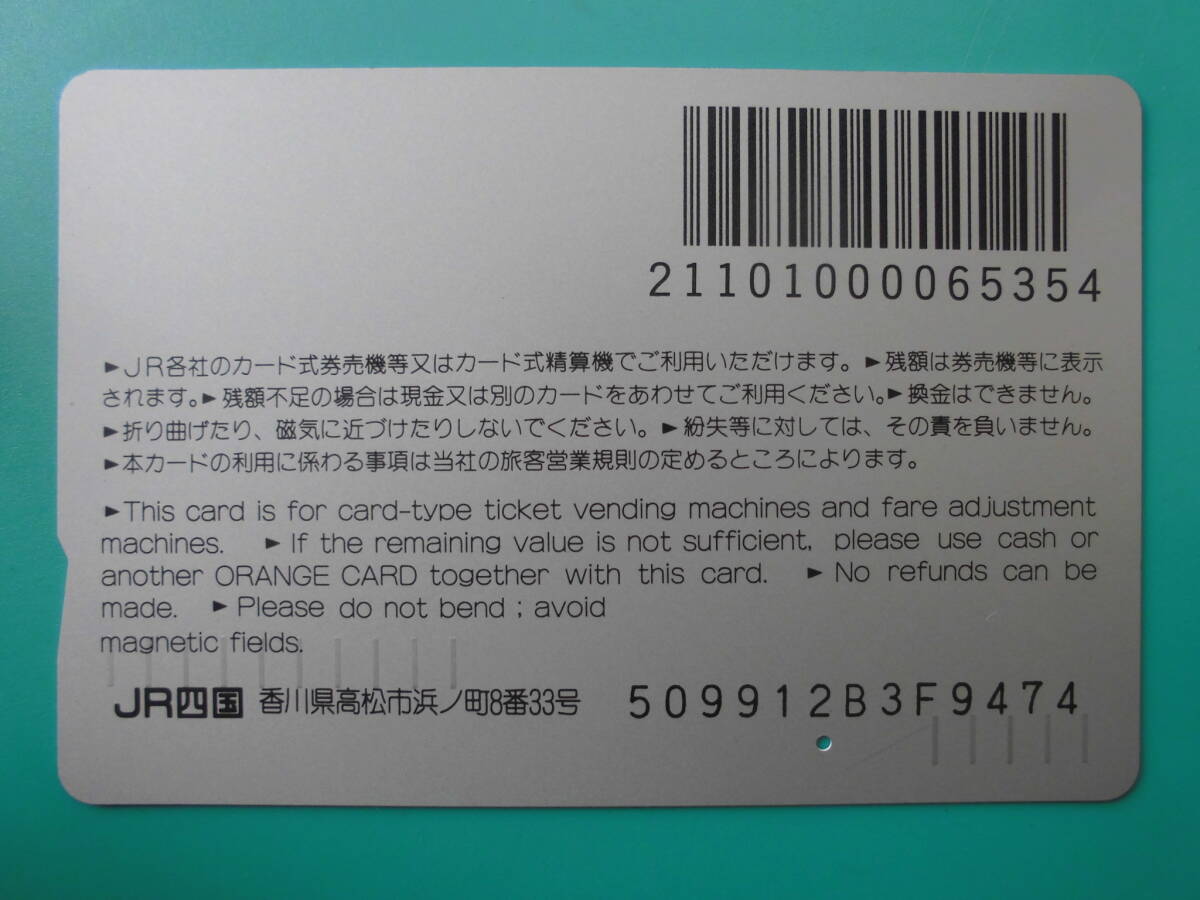 21101000065354
►JR各社のカード式券売機等又はカード式精算機でご利用いただけます。►残額は券売機等に表示
されます。►残額不足の場合は現金又は別のカードをあわせてご利用ください。►換金はできません。
►折り曲げたり、磁気に近づけたりしないでください。►紛失等に対しては、その責を負いません。
►本カードの利用に係わる事項は当社の旅客営業規則の定めるところによります。
►This card is for card-type ticket vending machines and fare adjustment
machines. ►If the remaining value is not sufficient, please use cash or
another ORANGE CARD together with this card. ►No refunds can be
made. ►Please do not bend ; avoid
magnetic fields.
JR四国 香川県高松市浜ノ町8番33号 509912B3F9474